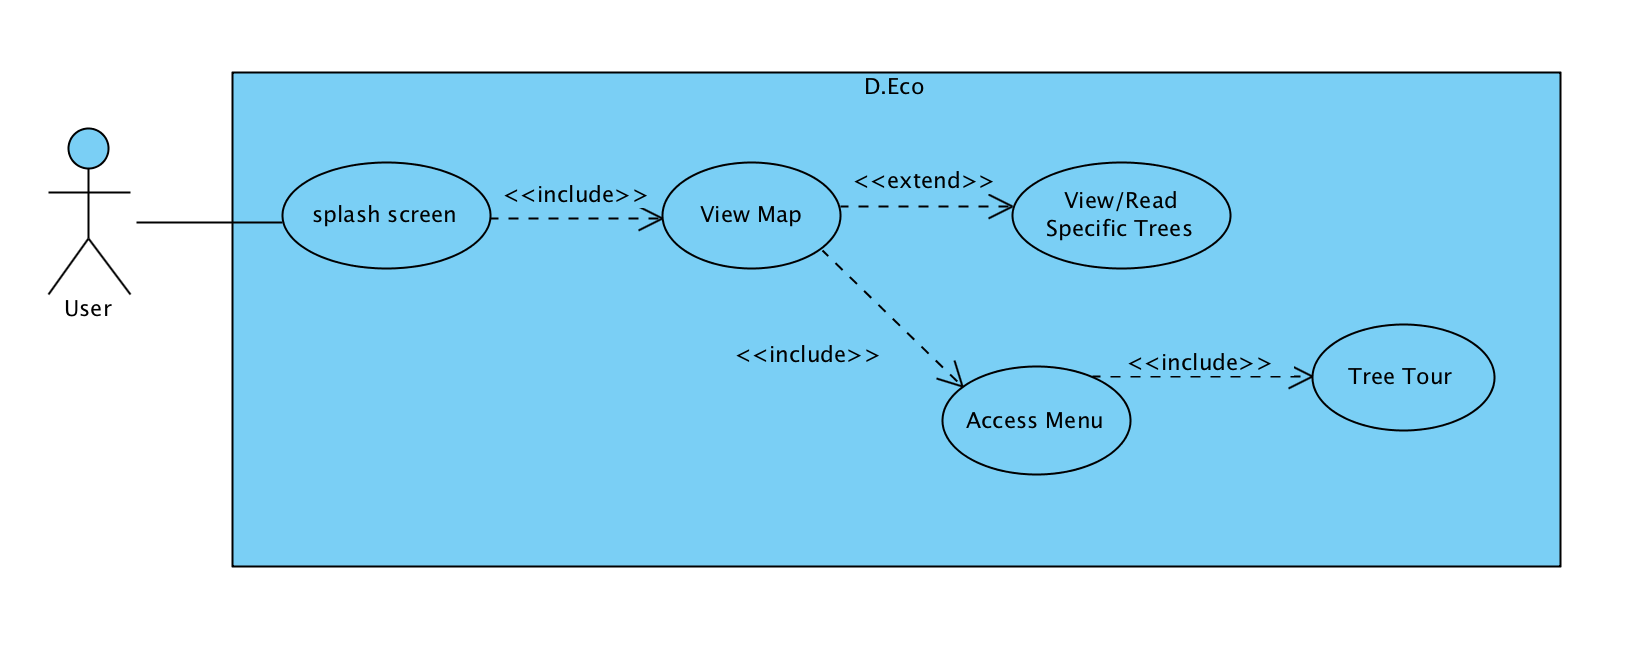 D.Eco
User
splash screen
<<include>>
View Map
<<extend>>
View/Read
Specific Trees
<<include>>
Access Menu
<<include>>
Tree Tour